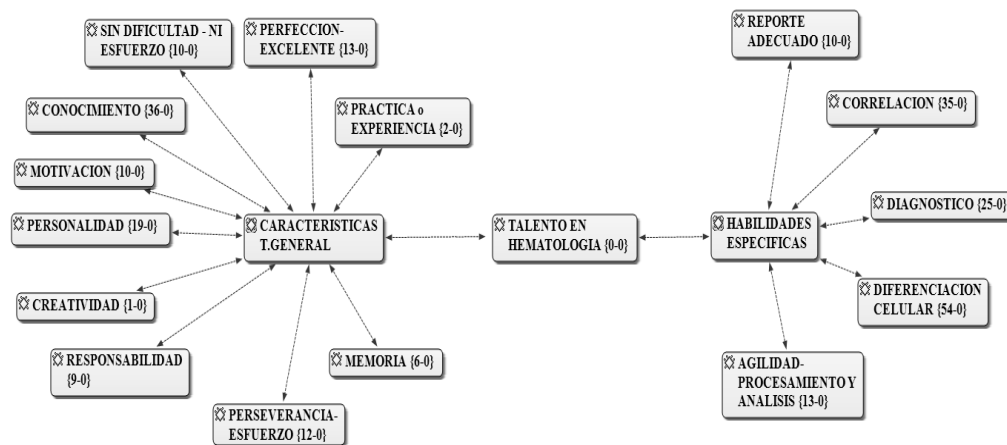 SIN DIFICULTAD - NI
ESFUERZO {10-0}
PERFECCION-
EXCELENTE {13-0}
CONOCIMIENTO {36-0}
PRACTICA o
EXPERIENCIA {2-0}
MOTIVACION {10-0}
PERSONALIDAD {19-0}
CARACTERISTICAS
T.GENERAL
CREATIVIDAD {1-0}
RESPONSABILIDAD
{9-0}
MEMORIA {6-0}
PERSEVERANCIA-
ESFUERZO {12-0}
TALENTO EN
HEMATOLOGIA {0-0}
REPORTE
ADECUADO {10-0}
CORRELACION {35-0}
DIAGNOSTICO {25-0}
HABILIDADES
ESPECIFICAS
DIFERENCIACION
CELULAR {54-0}
AGILIDAD-
PROCESAMIENTO Y
ANALISIS {13-0}